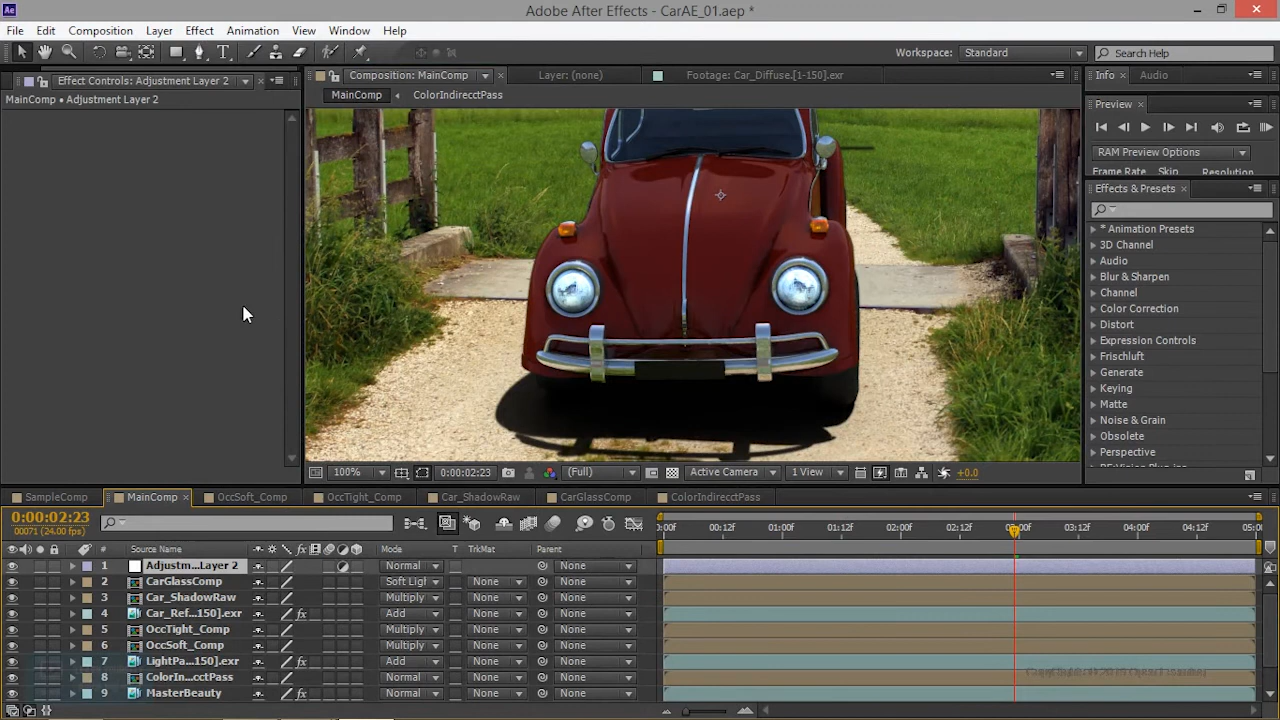 Adobe After Effects - CarAE_01.aep *
File Edit Composition Layer Effect Animation View Window Help
Workspace: Standard Search Help
Effect Controls: Adjustment Layer 2
Composition: MainComp Layer: (none) Footage: Car_Diffuse.[1-150].exr
Info Audio
MainComp • Adjustment Layer 2
MainComp ColorIndirecctPass
Preview
RAM Preview Options
Frame Rate Skip Resolution
Effects & Presets
* Animation Presets
3D Channel
Audio
Blur & Sharpen
Channel
Color Correction
Distort
Expression Controls
Frischluft
Generate
Keying
Matte
Noise & Grain
Obsolete
Perspective
100% 0:00:02:23 (Full) Active Camera 1 View +0.0
SampleComp MainComp OccSoft_Comp OccTight_Comp Car_ShadowRaw CarGlassComp ColorIndirecctPass
0:00:02:23
00071 (24.00 fps)
:00f 00:12f 01:00f 01:12f 02:00f 02:12f 03:00f 03:12f 04:00f 04:12f 05:0
# Source Name Mode T TrkMat Parent
1 Adjustm...Layer 2 Normal None
2 CarGlassComp Soft Ligh None None
3 Car_ShadowRaw Multiply None None
4 Car_Ref...150].exr Add None None
5 OccTight_Comp Multiply None None
6 OccSoft_Comp Multiply None None
7 LightPa...150].exr Add None None
8 ColorIn...cctPass Normal None None
9 MasterBeauty Normal None None